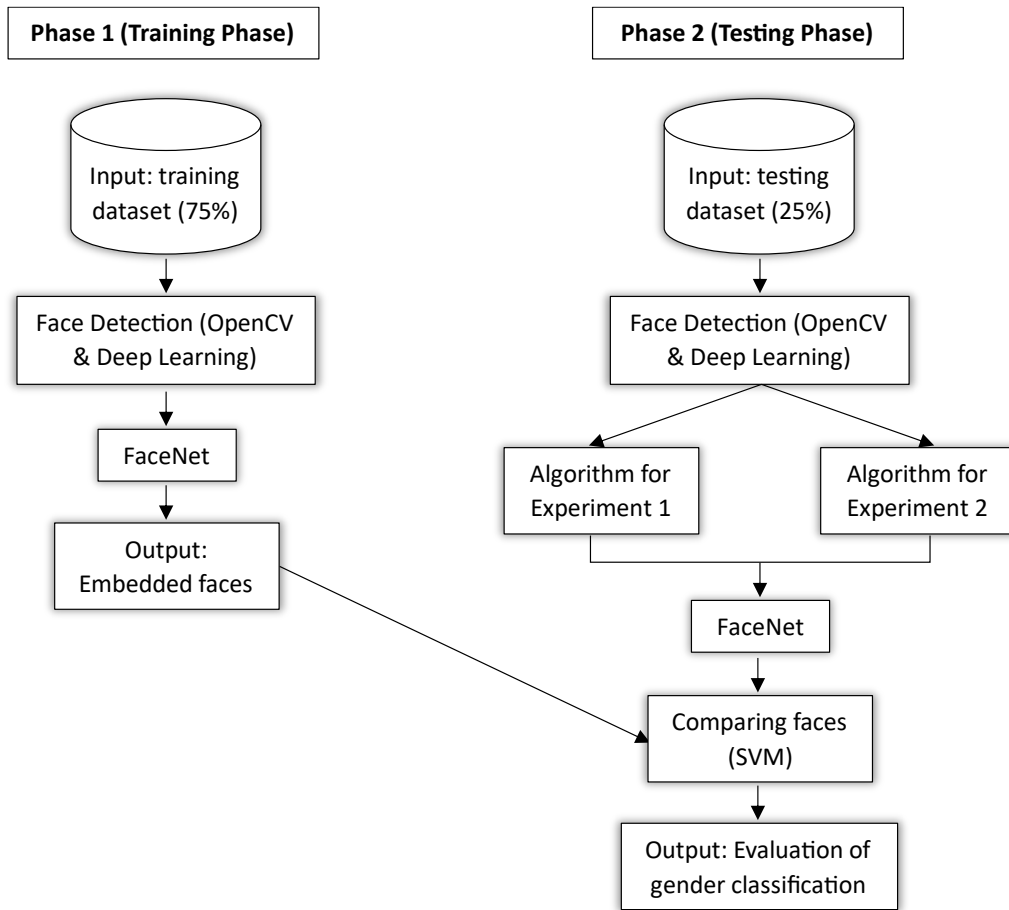 Phase 1 (Training Phase)
Input: training
dataset (75%)
Face Detection (OpenCV
& Deep Learning)
FaceNet
Output:
Embedded faces
Phase 2 (Testing Phase)
Input: testing
dataset (25%)
Face Detection (OpenCV
& Deep Learning)
Algorithm for
Experiment 1
Algorithm for
Experiment 2
FaceNet
Comparing faces
(SVM)
Output: Evaluation of
gender classification